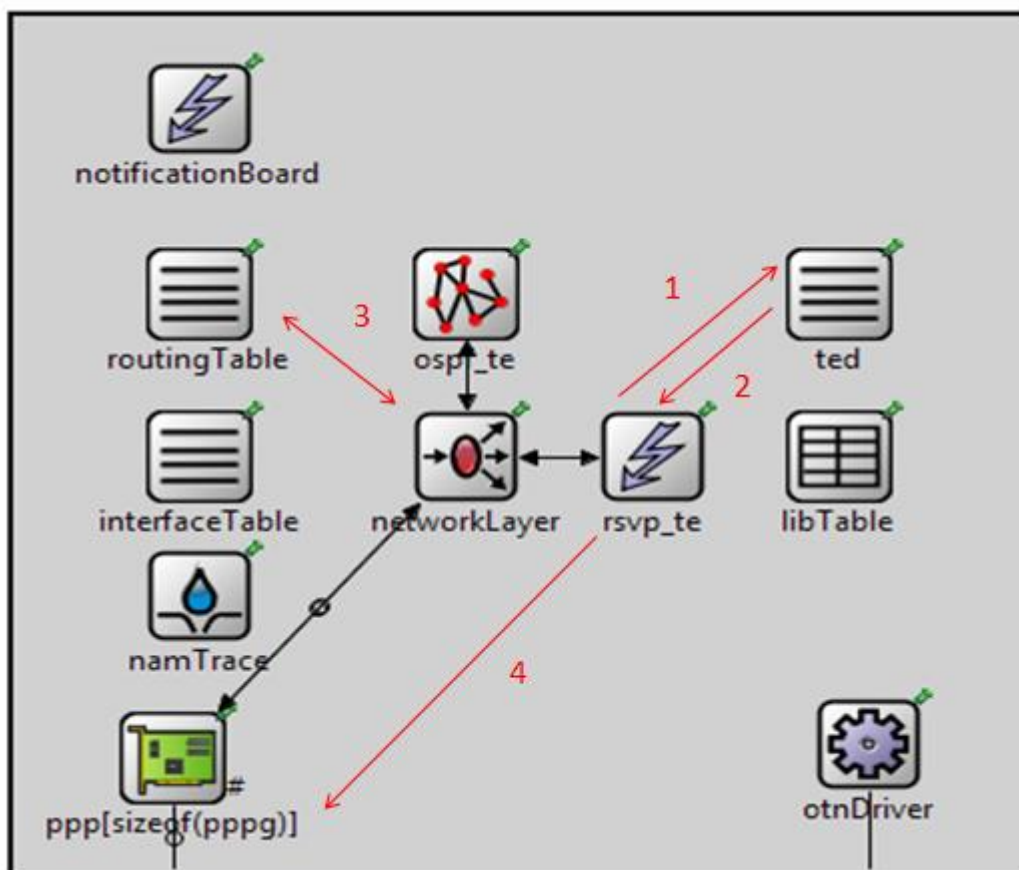 notificationBoard
routingTable
3
ospf_te
1
ted
2
interfaceTable
networkLayer
rsvp_te
libTable
namTrace
4
#
ppp[sizeof(pppg)]
otnDriver